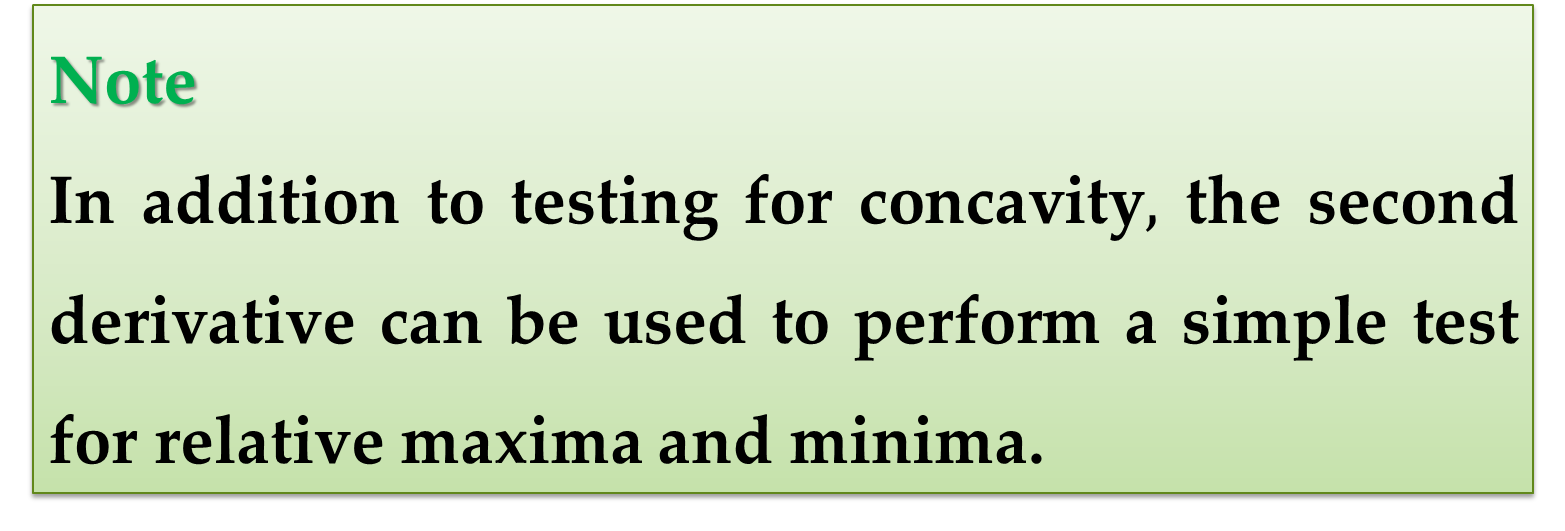 Note
In addition to testing for concavity, the second
derivative can be used to perform a simple test
for relative maxima and minima.